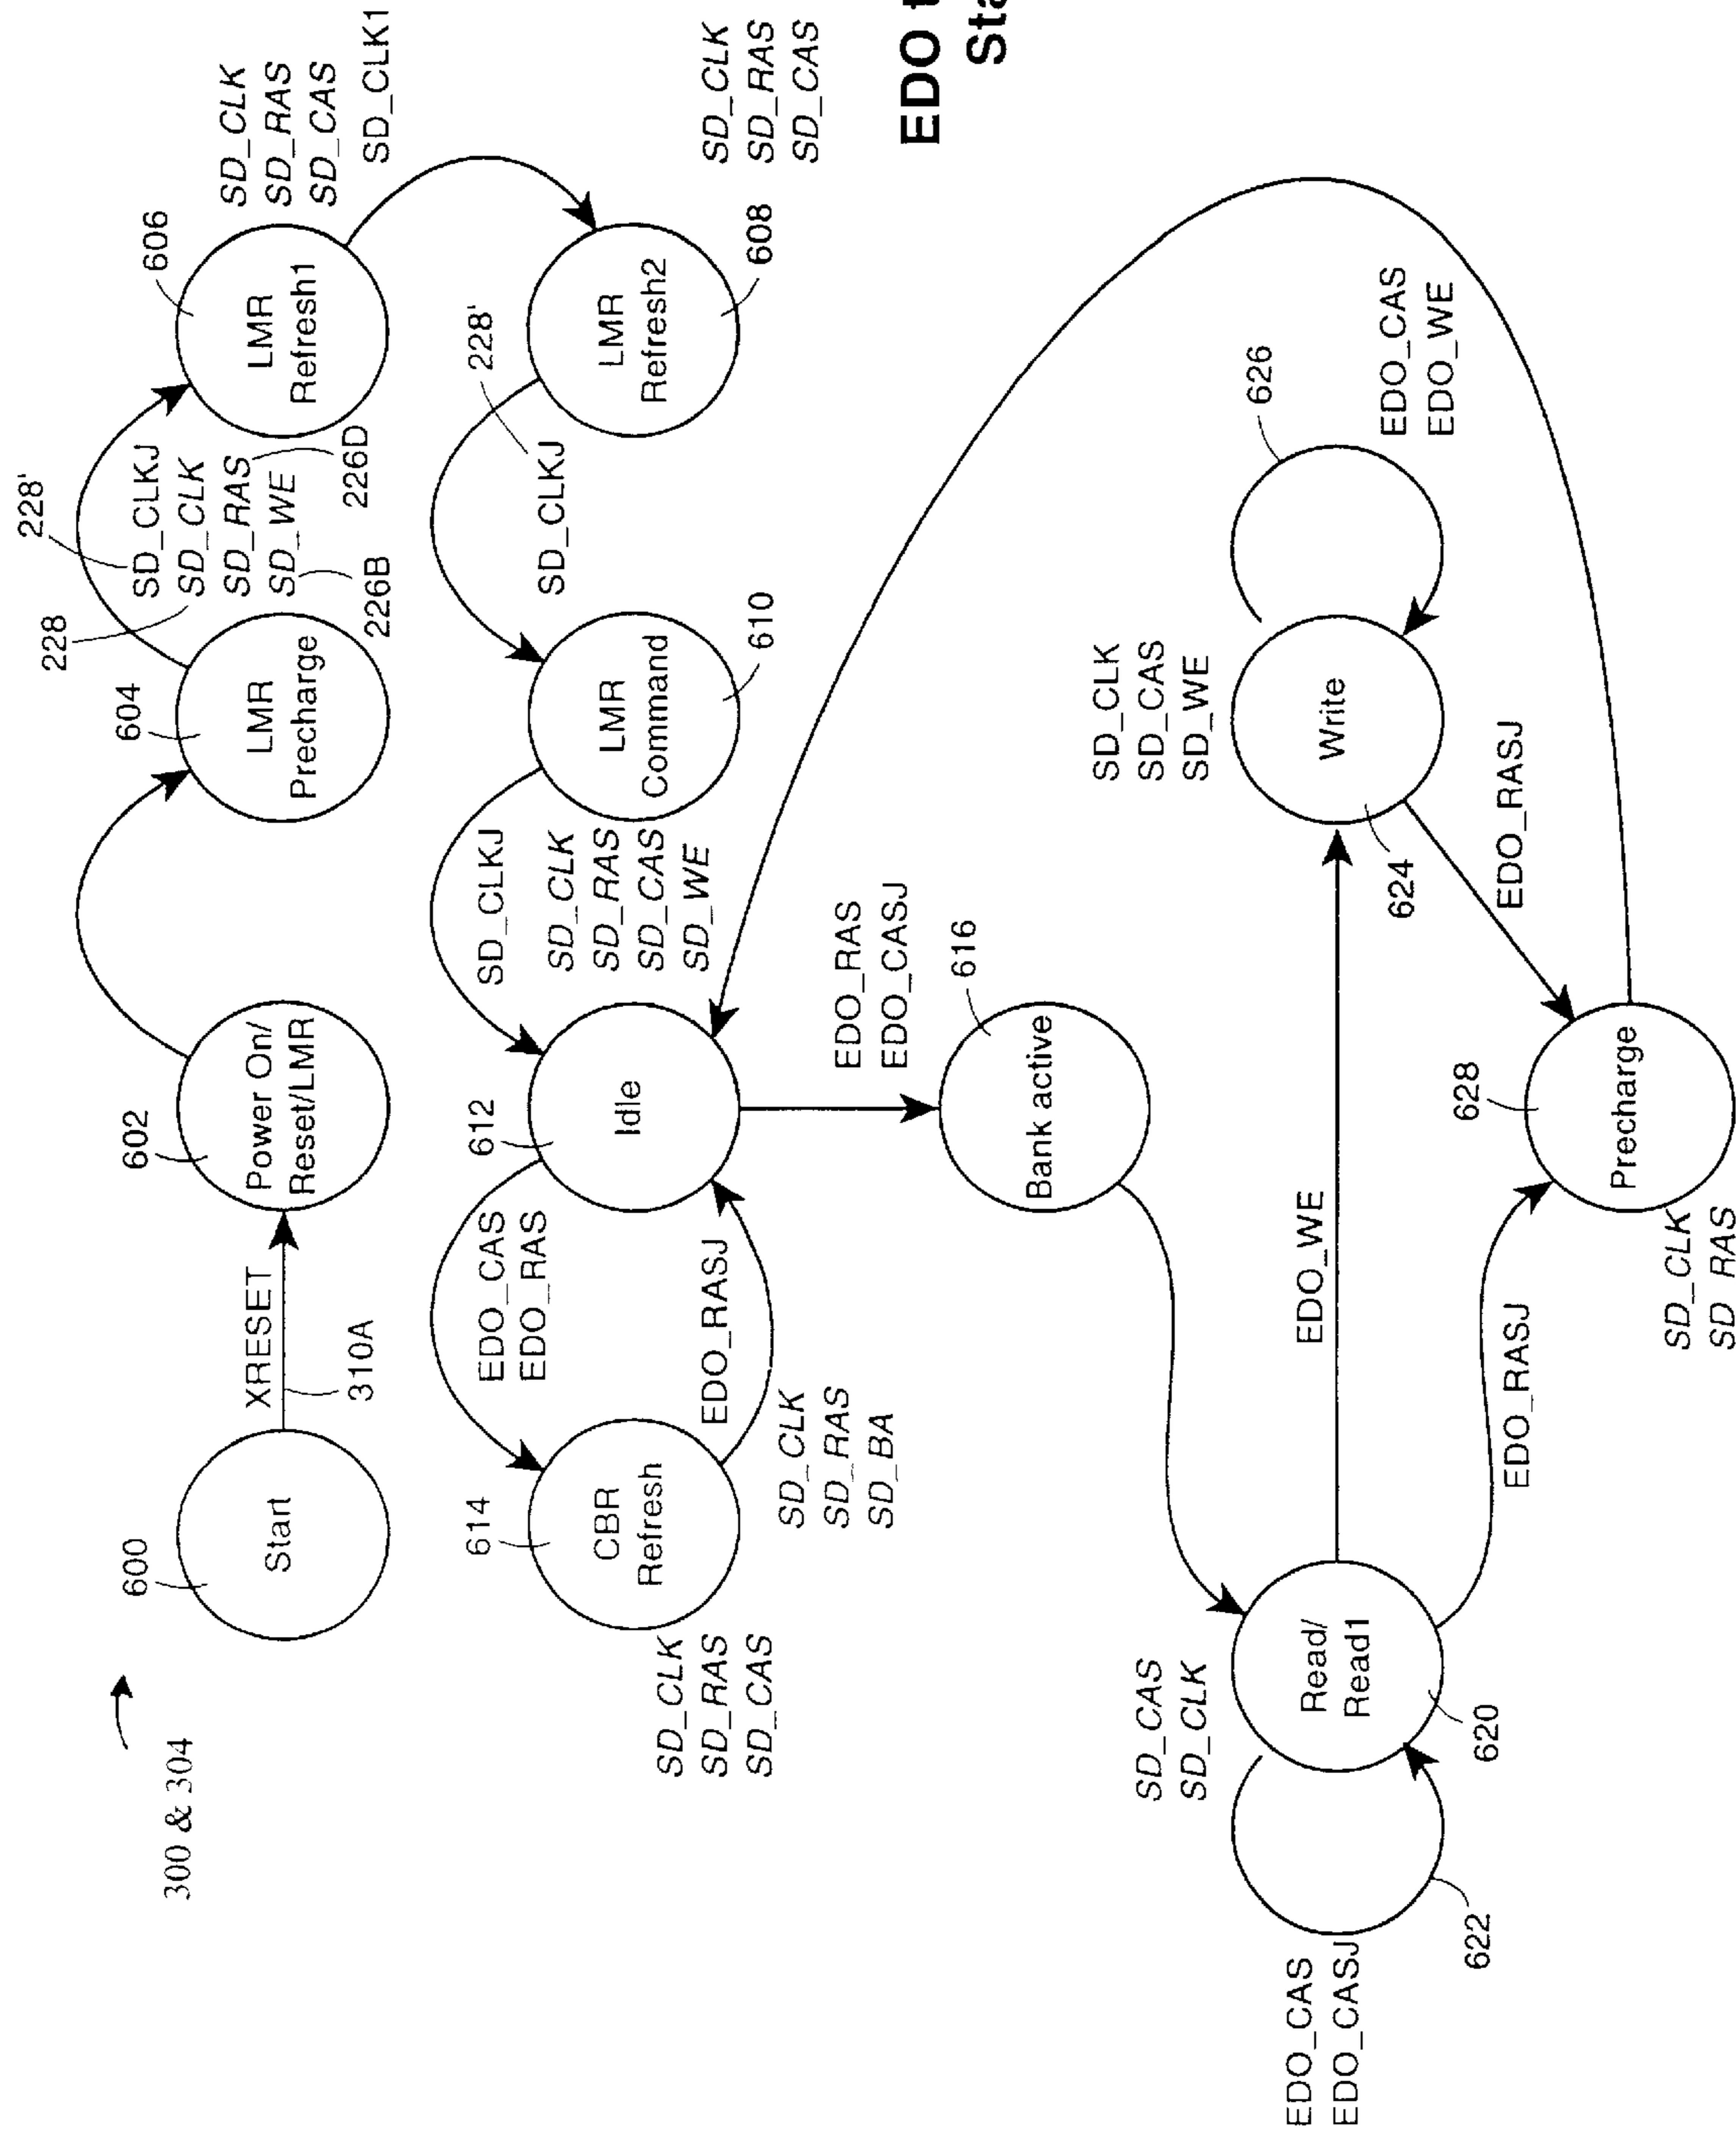 300 & 304
600
Start
XRESET
310A
602
Power On/
Reset/LMR
604
LMR
Precharge
228
228'
SD_CLKJ
SD_CLK
SD_RAS
SD_WE
226D
226B
606
LMR
Refresh1
SD_CLK
SD_RAS
SD_CAS
SD_CLK1
614
CBR
Refresh
SD_CLK
SD_RAS
SD_CAS
EDO_CAS
EDO_RAS
EDO_RASJ
SD_CLK
SD_RAS
SD_BA
612
Idle
SD_CLKJ
SD_CLK
SD_RAS
SD_CAS
SD_WE
LMR
Command
610
228'
SD_CLKJ
LMR
Refresh2
608
SD_CLK
SD_RAS
SD_CAS
EDO_RAS
EDO_CASJ
616
Bank active
EDO t
Sta
SD_CAS
SD_CLK
EDO_CAS
EDO_CASJ
622
Read/
Read1
620
EDO_WE
SD_CLK
SD_CAS
SD_WE
Write
624
626
EDO_CAS
EDO_WE
EDO_RASJ
EDO_RASJ
628
Precharge
SD_CLK
SD_RAS